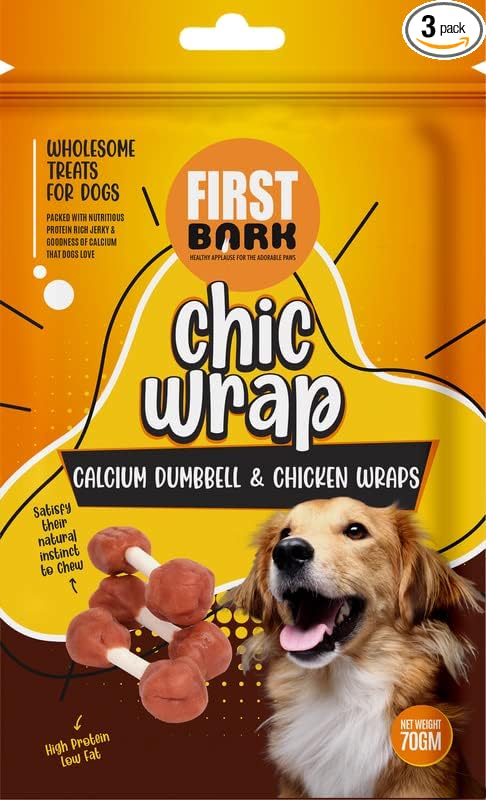 3 pack
WHOLESOME
TREATS
FOR DOGS
PACKED WITH NUTRITIOUS
PROTEIN RICH JERKY &
GOODNESS OF CALCIUM
THAT DOGS LOVE
FIRST
BARK
HEALTHY APPLAUSE FOR THE ADORABLE PAWS
chic
wrap
CALCIUM DUMBBELL & CHICKEN WRAPS
Satisfy
their
natural
instinct
to Chew
High Protein
Low Fat
NET WEIGHT
70GM